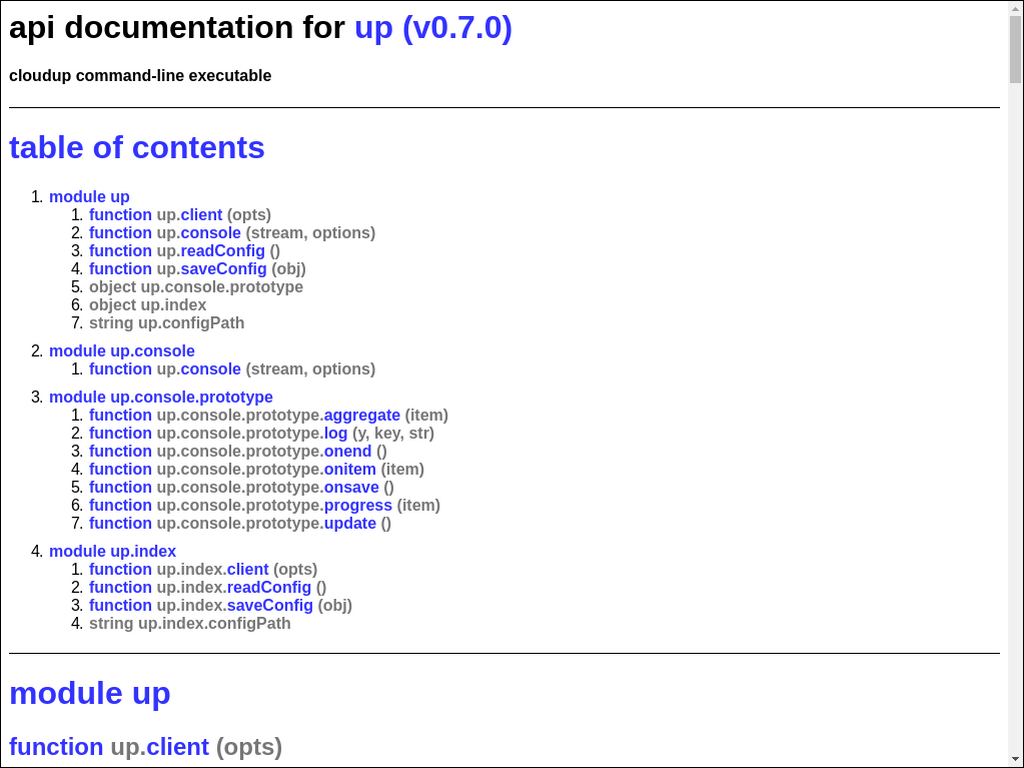 api documentation for up (v0.7.0)
cloudup command-line executable
table of contents
1. module up
1. function up.client (opts)
2. function up.console (stream, options)
3. function up.readConfig ()
4. function up.saveConfig (obj)
5. object up.console.prototype
6. object up.index
7. string up.configPath
2. module up.console
1. function up.console (stream, options)
3. module up.console.prototype
1. function up.console.prototype.aggregate (item)
2. function up.console.prototype.log (y, key, str)
3. function up.console.prototype.onend ()
4. function up.console.prototype.onitem (item)
5. function up.console.prototype.onsave ()
6. function up.console.prototype.progress (item)
7. function up.console.prototype.update ()
4. module up.index
1. function up.index.client (opts)
2. function up.index.readConfig ()
3. function up.index.saveConfig (obj)
4. string up.index.configPath
module up
function up.client (opts)